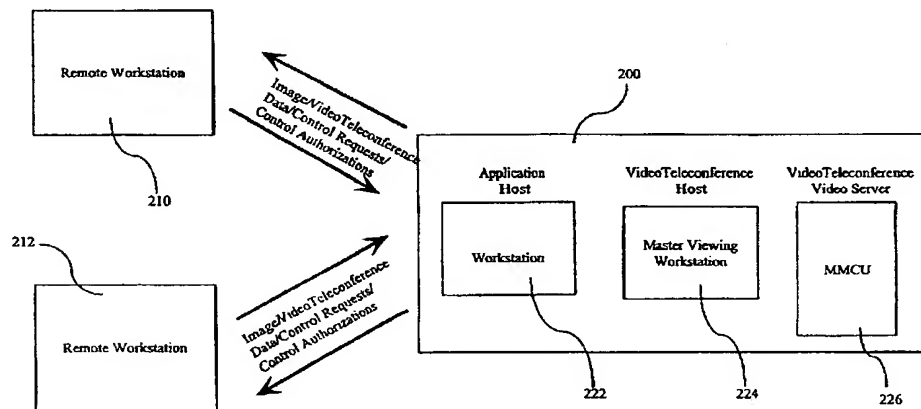 Remote Workstation
210
Image/VideoTeleconference
Data/Control Requests/
Control Authorizations
200
Application
Host
Workstation
222
VideoTeleconference
Host
Master Viewing
Workstation
224
VideoTeleconference
Video Server
MMCU
226
212
Remote Workstation
Image/VideoTeleconference
Data/Control Requests/
Control Authorizations